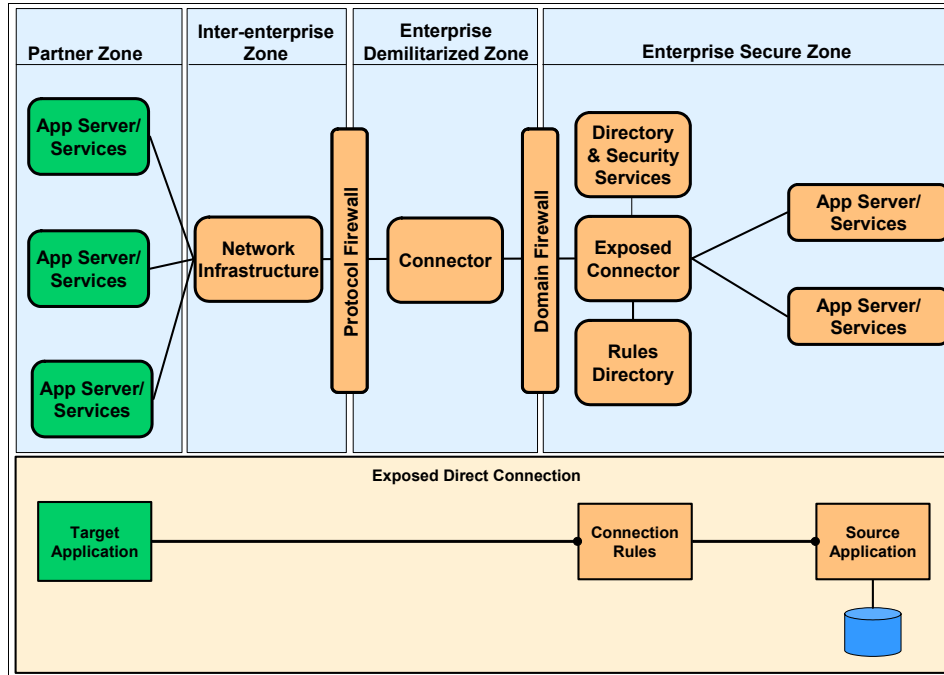 Partner Zone
Inter-enterprise
Zone
Enterprise
Demilitarized Zone
Enterprise Secure Zone
App Server/
Services
App Server/
Services
App Server/
Services
Network
Infrastructure
Protocol Firewall
Connector
Domain Firewall
Directory
& Security
Services
Exposed
Connector
Rules
Directory
App Server/
Services
App Server/
Services
Exposed Direct Connection
Target
Application
Connection
Rules
Source
Application